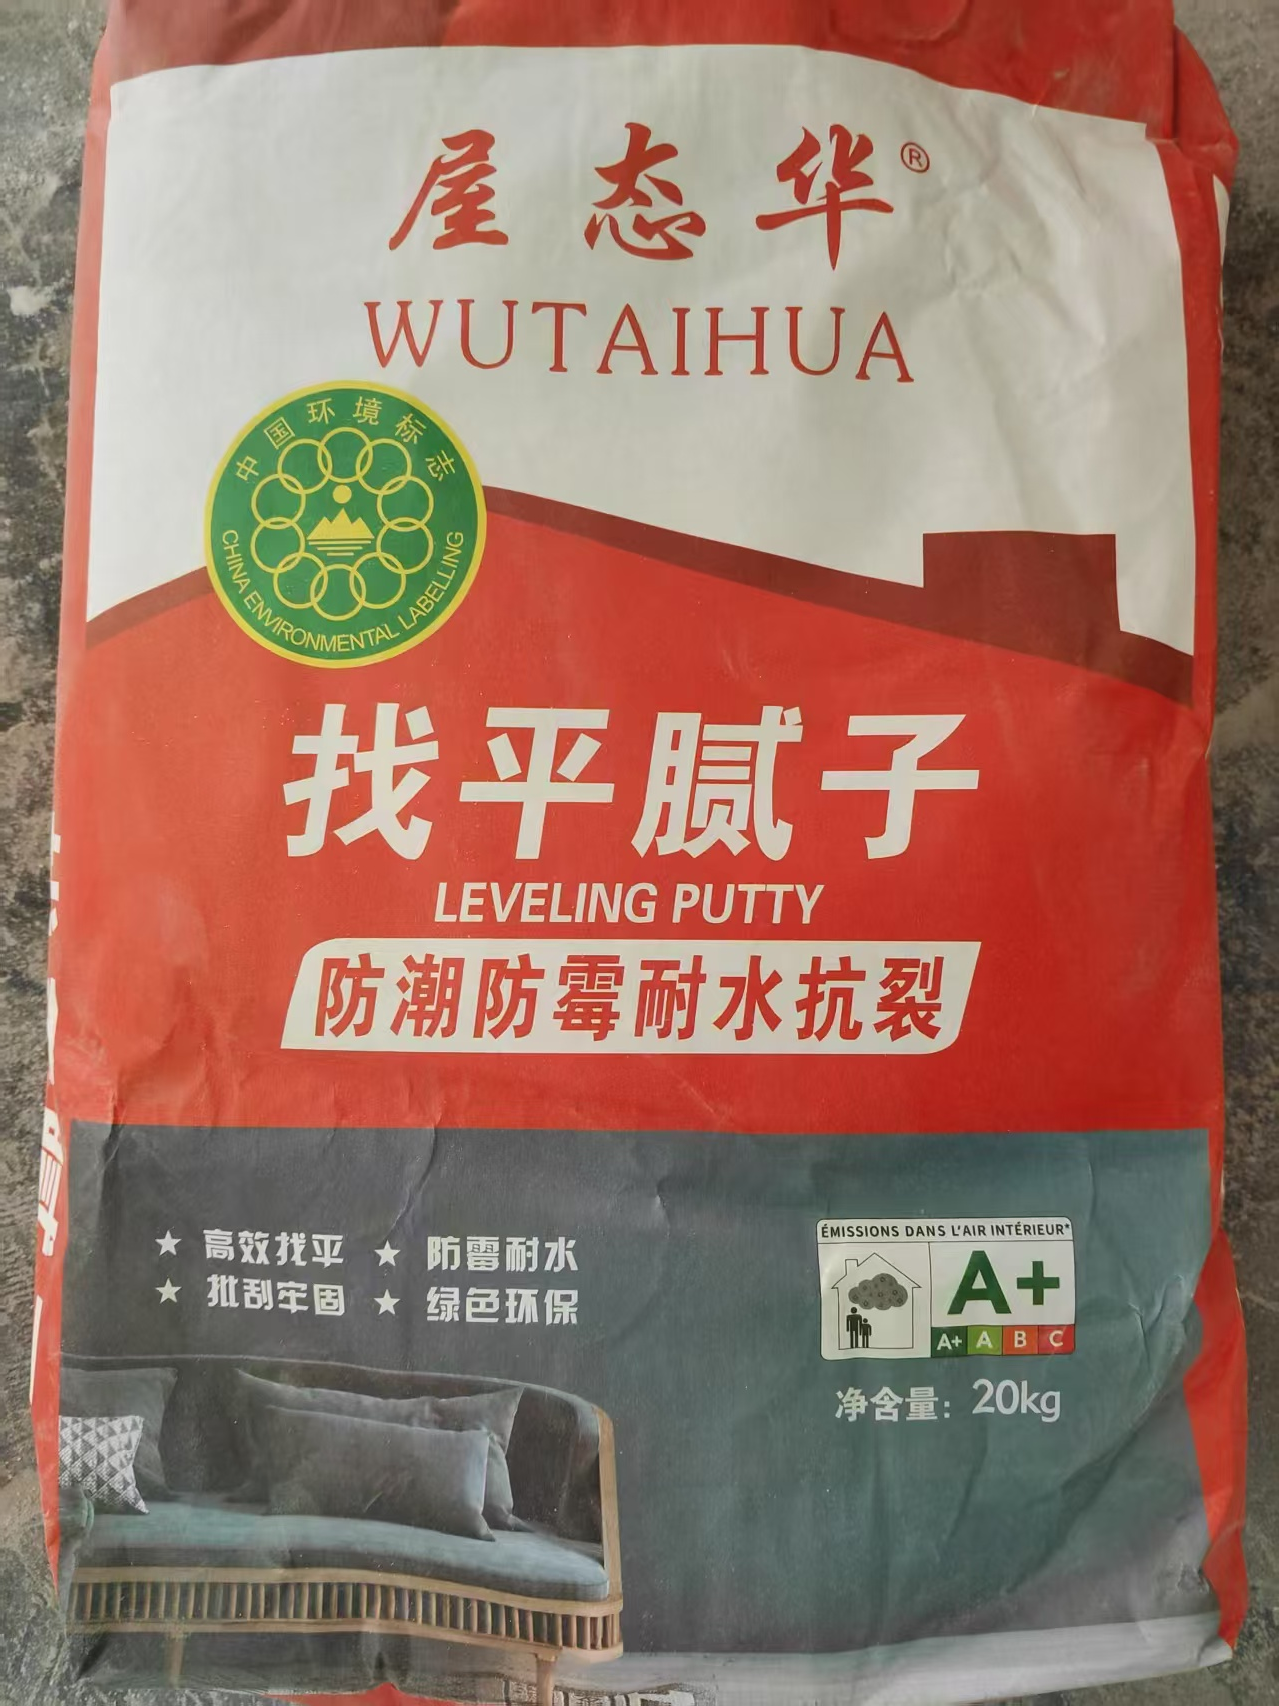 屋态华®
WUTAIHUA
中国环境标志
CHINA ENVIRONMENTAL LABELLING
找平腻子
LEVELING PUTTY
防潮防霉耐水抗裂
★ 高效找平 ★ 防霉耐水
★ 批刮牢固 ★ 绿色环保
ÉMISSIONS DANS L'AIR INTÉRIEUR*
A+
A+ A B C
净含量：20kg